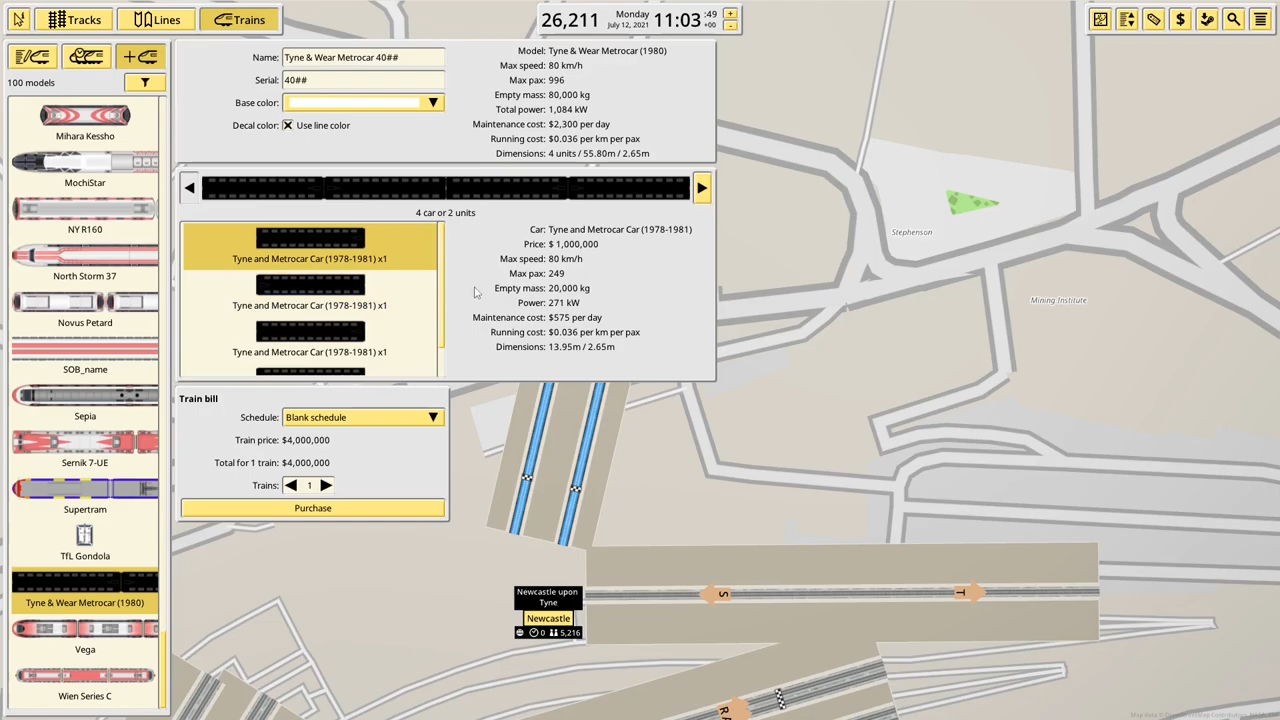 Tracks
Lines
Trains
26,211
Monday
July 12, 2021
11:03
:49
+00
+
-
$
100 models
Mihara Kessho
MochiStar
NY R160
North Storm 37
Novus Petard
SOB_name
Sepia
Sernik 7-UE
Supertram
TfL Gondola
Tyne & Wear Metrocar (1980)
Vega
Wien Series C
Name: Tyne & Wear Metrocar 40##
Serial: 40##
Base color:
Decal color: Use line color
Model: Tyne & Wear Metrocar (1980)
Max speed: 80 km/h
Max pax: 996
Empty mass: 80,000 kg
Total power: 1,084 kW
Maintenance cost: $2,300 per day
Running cost: $0.036 per km per pax
Dimensions: 4 units / 55.80m / 2.65m
4 car or 2 units
Tyne and Metrocar Car (1978-1981) x1
Tyne and Metrocar Car (1978-1981) x1
Tyne and Metrocar Car (1978-1981) x1
Car: Tyne and Metrocar Car (1978-1981)
Price: $ 1,000,000
Max speed: 80 km/h
Max pax: 249
Empty mass: 20,000 kg
Power: 271 kW
Maintenance cost: $575 per day
Running cost: $0.036 per km per pax
Dimensions: 13.95m / 2.65m
Train bill
Schedule: Blank schedule
Train price: $4,000,000
Total for 1 train: $4,000,000
Trains: 1
Purchase
Stephenson
Mining Institute
Newcastle upon
Tyne
Newcastle
0 5,216
S
T